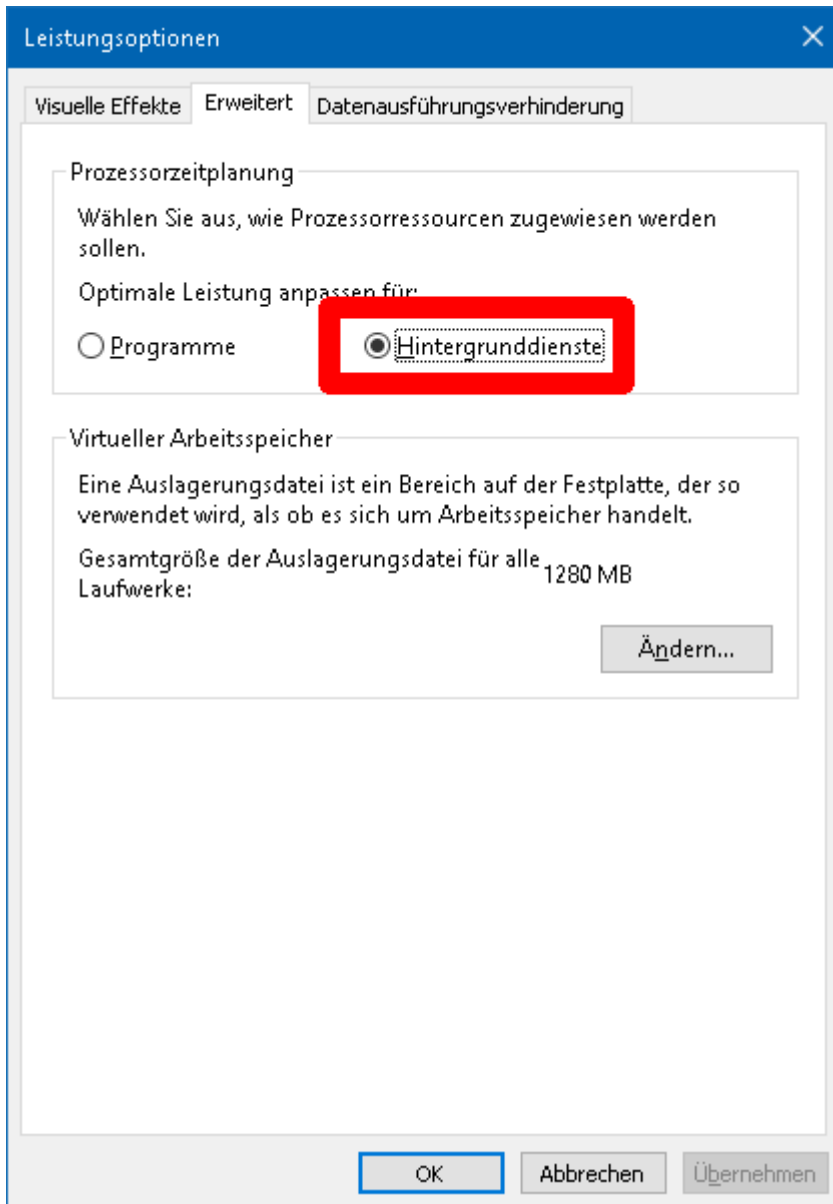 Leistungsoptionen
Visuelle Effekte
Erweitert
Datenausführungsverhinderung
Prozessorzeitplanung
Wählen Sie aus, wie Prozessorressourcen zugewiesen werden
sollen.
Optimale Leistung anpassen für:
Programme
Hintergrunddienste
Virtueller Arbeitsspeicher
Eine Auslagerungsdatei ist ein Bereich auf der Festplatte, der so
verwendet wird, als ob es sich um Arbeitsspeicher handelt.
Gesamtgröße der Auslagerungsdatei für alle
Laufwerke:
1280 MB
Ändern...
OK
Abbrechen
Übernehmen